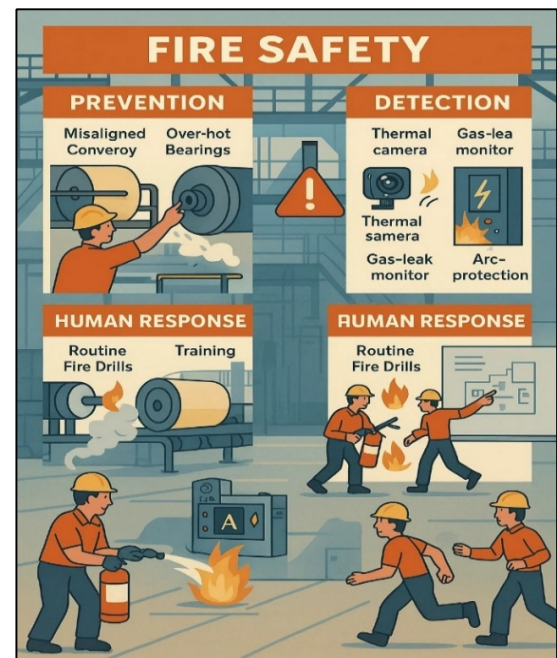 FIRE SAFETY
PREVENTION
Misaligned
Converoy
Over-hot
Bearings
DETECTION
Thermal
camera
Gas-lea
monitor
Thermal
samera
Gas-leak
monitor
Arc-
protection
HUMAN RESPONSE
Routine
Fire Drills
Training
AUMAN RESPONSE
Routine
Fire Drills
A